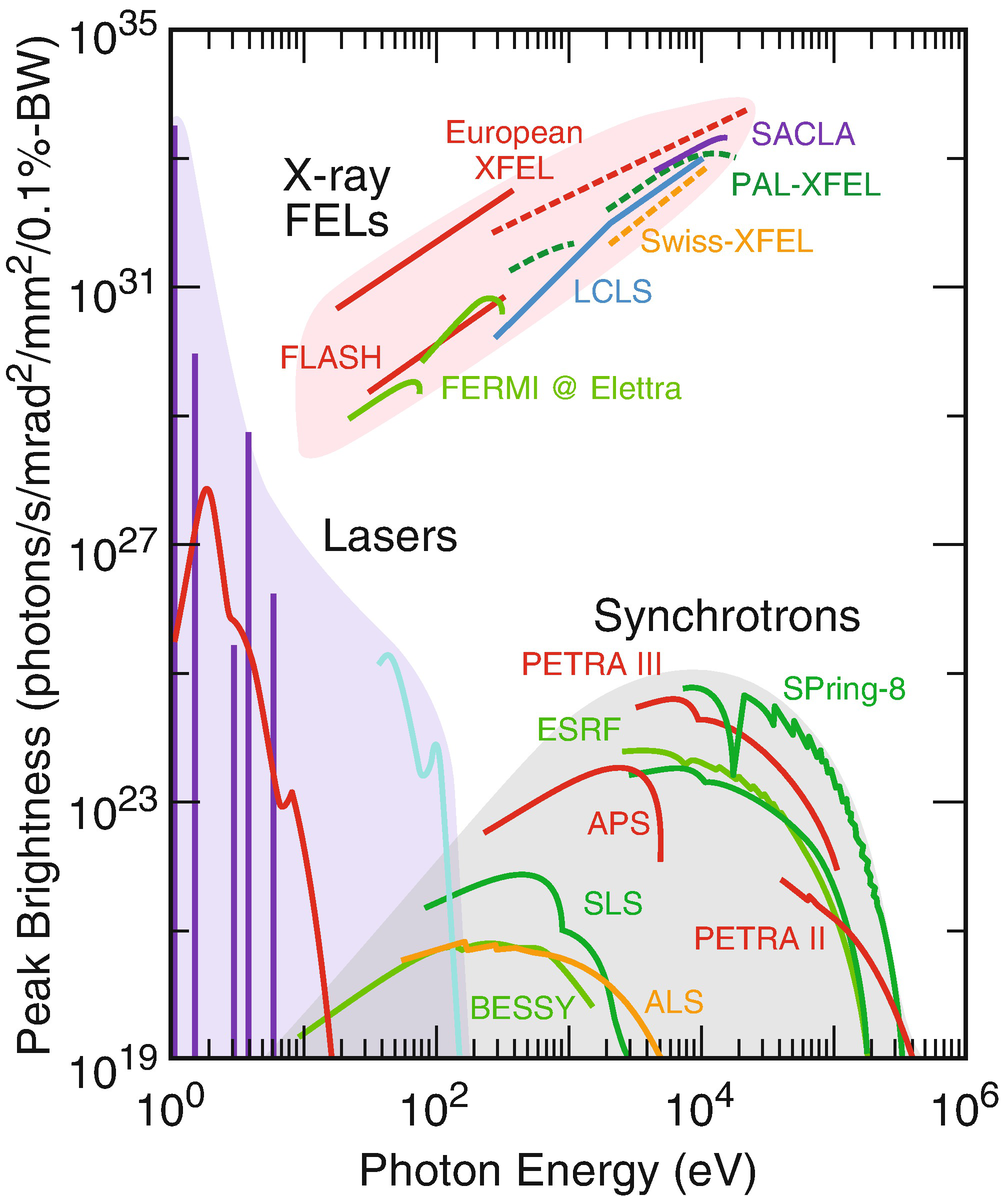 Peak Brightness (photons/s/mrad²/mm²/0.1%-BW)
10³⁵
10³¹
10²⁷
10²³
10¹⁹
European
XFEL
X-ray
FELs
SACLA
PAL-XFEL
Swiss-XFEL
LCLS
FLASH
FERMI @ Elettra
Lasers
Synchrotrons
PETRA III
SPring-8
ESRF
APS
SLS
PETRA II
BESSY
ALS
10⁰
10²
10⁴
10⁶
Photon Energy (eV)